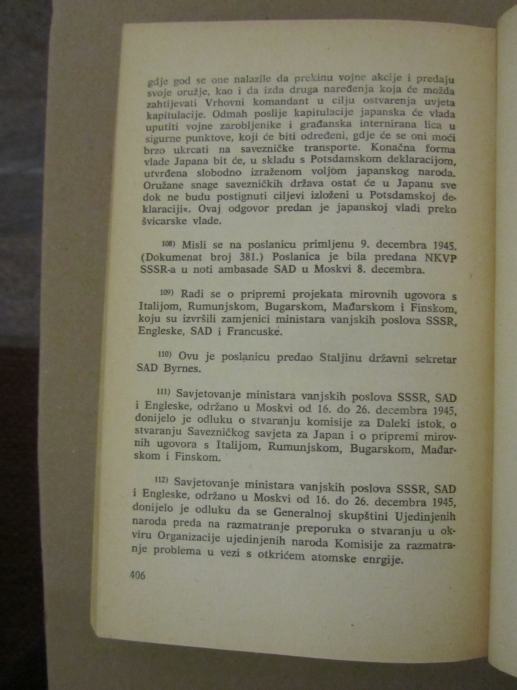 gdje god se one nalazile da prekinu vojne akcije i predaju
svoje oružje, kao i da izda druga naređenja koja će možda
zahtijevati Vrhovni komandant u cilju ostvarenja uvjeta
kapitulacije. Odmah poslije kapitulacije japanska će vlada
uputiti vojne zarobljenike i građanska internirana lica u
sigurne punktove, koji će biti određeni, gdje će se oni moći
brzo ukrcati na savezničke transporte. Konačna forma
vlade Japana bit će, u skladu s Potsdamskom deklaracijom,
utvrđena slobodno izraženom voljom japanskog naroda.
Oružane snage savezničkih država ostat će u Japanu sve
dok ne budu postignuti ciljevi izloženi u Potsdamskoj de-
klaraciji«. Ovaj odgovor predan je japanskoj vladi preko
švicarske vlade.
108) Misli se na poslanicu primljenu 9. decembra 1945.
(Dokumenat broj 381.) Poslanica je bila predana NKVP
SSSR-a u noti ambasade SAD u Moskvi 8. decembra.
109) Radi se o pripremi projekata mirovnih ugovora s
Italijom, Rumunjskom, Bugarskom, Mađarskom i Finskom,
koju su izvršili zamjenici ministara vanjskih poslova SSSR,
Engleske, SAD i Francuske.
110) Ovu je poslanicu predao Staljinu državni sekretar
SAD Byrnes.
111) Savjetovanje ministara vanjskih poslova SSSR, SAD
i Engleske, održano u Moskvi od 16. do 26. decembra 1945,
donijelo je odluku o stvaranju komisije za Daleki istok, o
stvaranju Savezničkog savjeta za Japan i o pripremi mirov-
nih ugovora s Italijom, Rumunjskom, Bugarskom, Mađar-
skom i Finskom.
112) Savjetovanje ministara vanjskih poslova SSSR, SAD
i Engleske, održano u Moskvi od 16. do 26. decembra 1945,
donijelo je odluku da se Generalnoj skupštini Ujedinjenih
naroda preda na razmatranje preporuka o stvaranju u ok-
viru Organizacije ujedinjenih naroda Komisije za razmatra-
nje problema u vezi s otkrićem atomske enrgije.
406